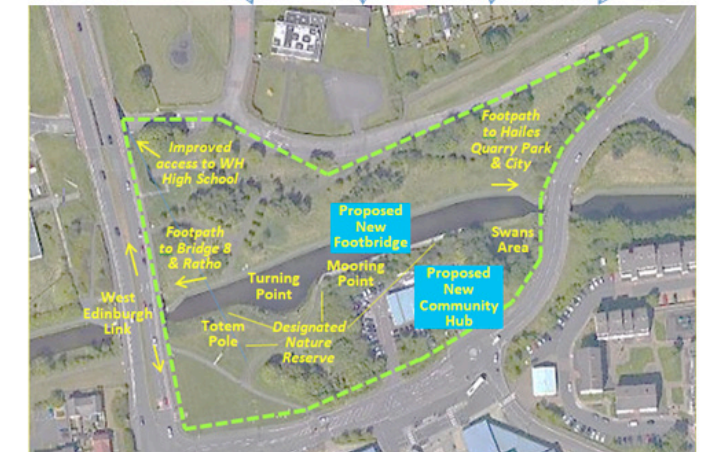 Footpath
to Hailes
Quarry Park
& City
Improved
access to WH
High School
Proposed
New
Footbridge
Footpath
to Bridge 8
& Ratho
Swans
Area
Mooring
Point
Turning
Point
Proposed
New
Community
Hub
West
Edinburgh
Link
Totem
Pole
Designated
Nature
Reserve